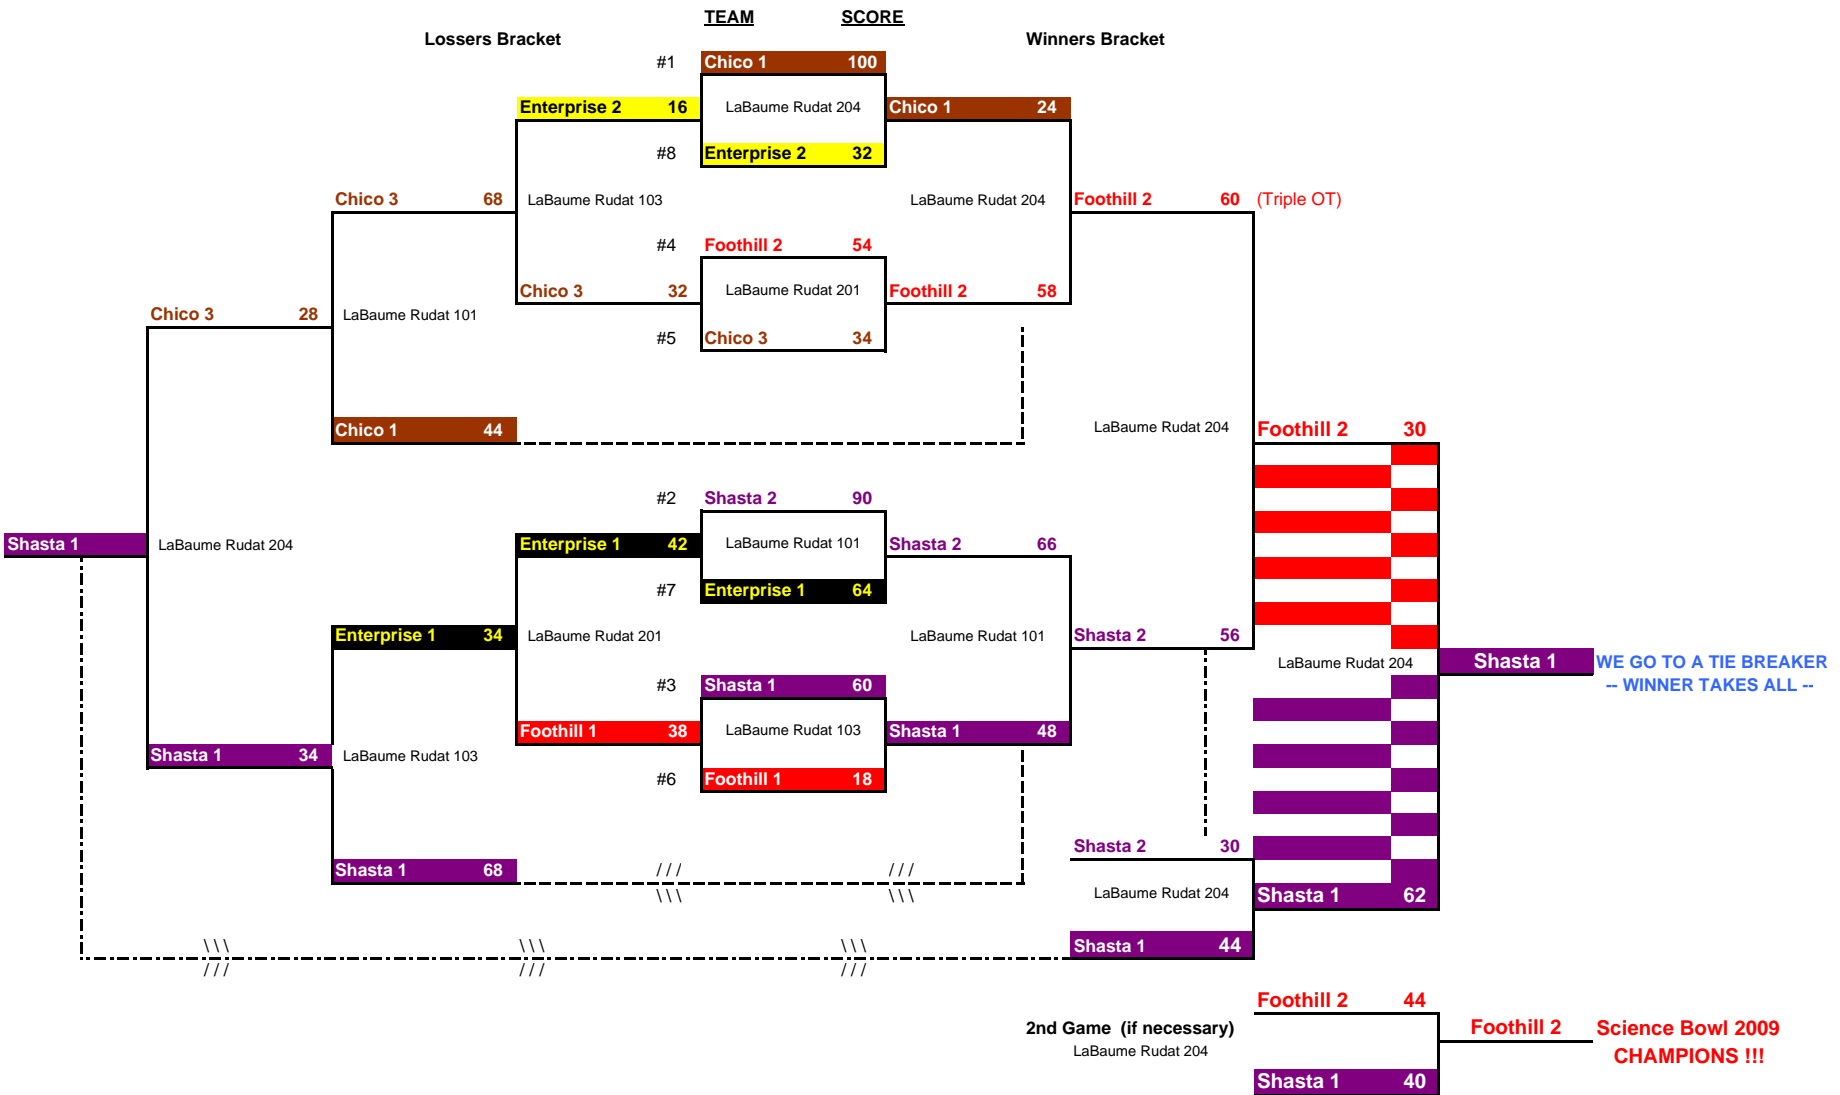 TEAM SCORE
Lossers Bracket Winners Bracket
#1 Chico 1 100
Enterprise 2 16 LaBaume Rudat 204 Chico 1 24
#8 Enterprise 2 32
Chico 3 68 LaBaume Rudat 103 LaBaume Rudat 204 Foothill 2 60 (Triple OT)
#4 Foothill 2 54
Chico 3 32 LaBaume Rudat 201 Foothill 2 58
Chico 3 28 LaBaume Rudat 101
#5 Chico 3 34
Chico 1 44 LaBaume Rudat 204 Foothill 2 30
#2 Shasta 2 90
Shasta 1 LaBaume Rudat 204 Enterprise 1 42 LaBaume Rudat 101 Shasta 2 66
#7 Enterprise 1 64
Enterprise 1 34 LaBaume Rudat 201 LaBaume Rudat 101 Shasta 2 56
LaBaume Rudat 204 Shasta 1 WE GO TO A TIE BREAKER
#3 Shasta 1 60 -- WINNER TAKES ALL --
Foothill 1 38 LaBaume Rudat 103 Shasta 1 48
Shasta 1 34 LaBaume Rudat 103
#6 Foothill 1 18
Shasta 2 30
Shasta 1 68 / / / / / /
\ \ \ \ \ \ LaBaume Rudat 204 Shasta 1 62
\ \ \ \ \ \ \ \ \ Shasta 1 44
/ / / / / / / / /
Foothill 2 44
2nd Game (if necessary) Foothill 2 Science Bowl 2009
LaBaume Rudat 204 CHAMPIONS !!!
Shasta 1 40